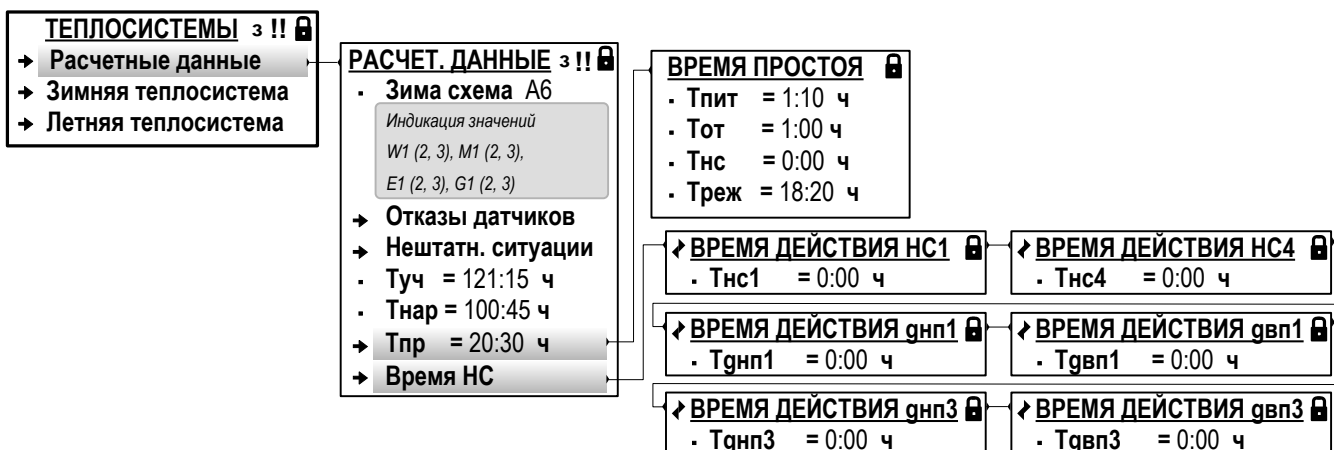 ТЕПЛОСИСТЕМЫ з !!
Расчетные данные
Зимняя теплосистема
Летняя теплосистема
РАСЧЕТ. ДАННЫЕ з !!
Зима схема А6
Индикация значений
W1 (2, 3), M1 (2, 3),
E1 (2, 3), G1 (2, 3)
Отказы датчиков
Нештатн. ситуации
Туч = 121:15 ч
Тнар = 100:45 ч
Тпр = 20:30 ч
Время НС
ВРЕМЯ ПРОСТОЯ
Тпит = 1:10 ч
Тот = 1:00 ч
Тнс = 0:00 ч
Треж = 18:20 ч
ВРЕМЯ ДЕЙСТВИЯ НС1
Тнс1 = 0:00 ч
ВРЕМЯ ДЕЙСТВИЯ НС4
Тнс4 = 0:00 ч
ВРЕМЯ ДЕЙСТВИЯ gнп1
Тgнп1 = 0:00 ч
ВРЕМЯ ДЕЙСТВИЯ gвп1
Тgвп1 = 0:00 ч
ВРЕМЯ ДЕЙСТВИЯ gнп3
Тgнп3 = 0:00 ч
ВРЕМЯ ДЕЙСТВИЯ gвп3
Тgвп3 = 0:00 ч